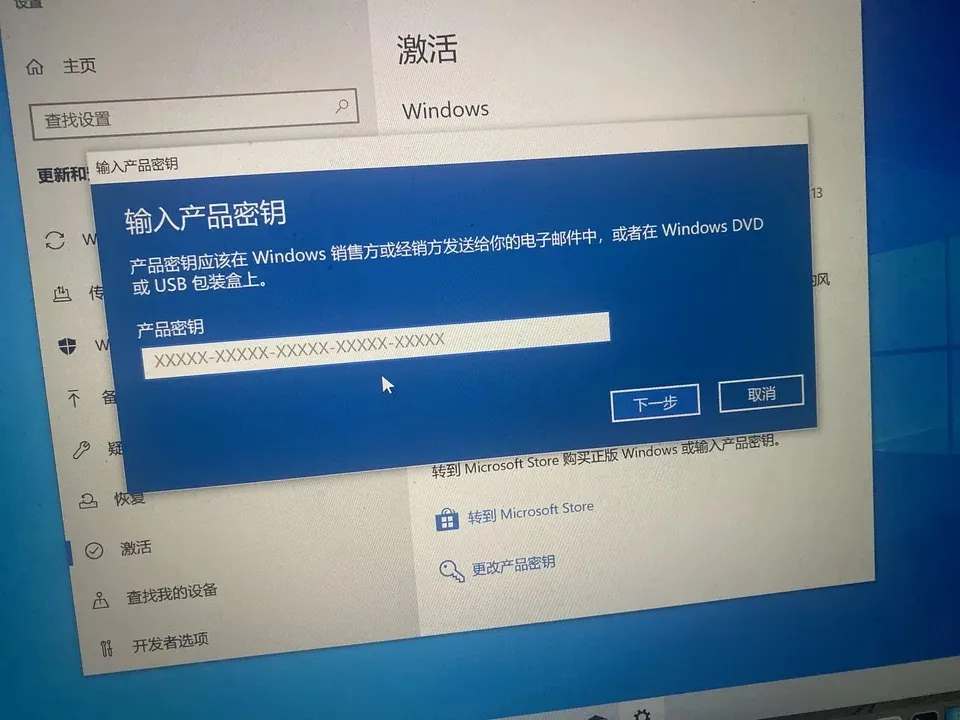 设置
主页
激活
查找设置
Windows
更新和
输入产品密钥
13
输入产品密钥
W
产品密钥应该在 Windows 销售方或经销方发送给你的电子邮件中，或者在 Windows DVD
或 USB 包装盒上。
传
的风
产品密钥
W
XXXXX-XXXXX-XXXXX-XXXXX-XXXXX
备
下一步
取消
疑
转到 Microsoft Store 购买正版 Windows 或输入产品密钥。
恢复
转到 Microsoft Store
激活
更改产品密钥
查找我的设备
开发者选项